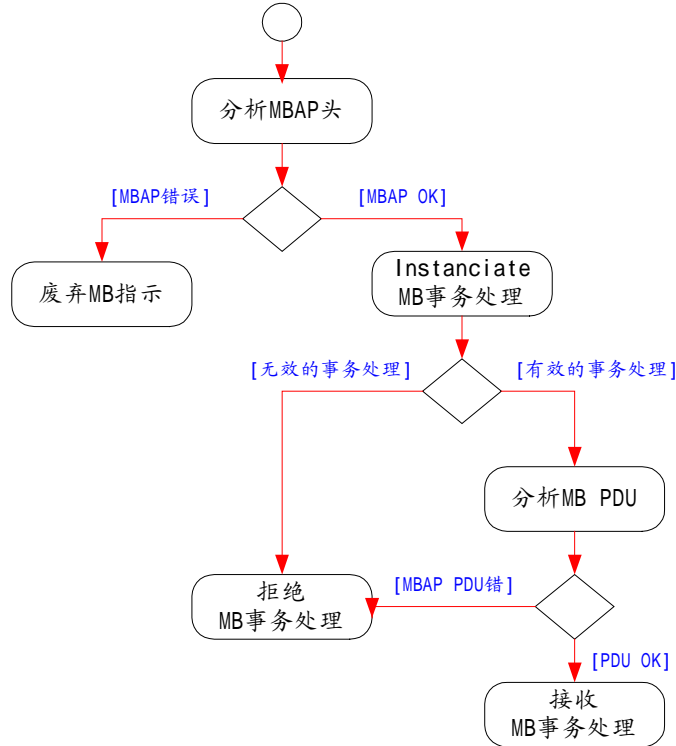 分析MBAP头
[MBAP错误]
[MBAP OK]
废弃MB指示
Instanciate
MB事务处理
[无效的事务处理]
[有效的事务处理]
分析MB PDU
[MBAP PDU错]
拒绝
MB事务处理
[PDU OK]
接收
MB事务处理